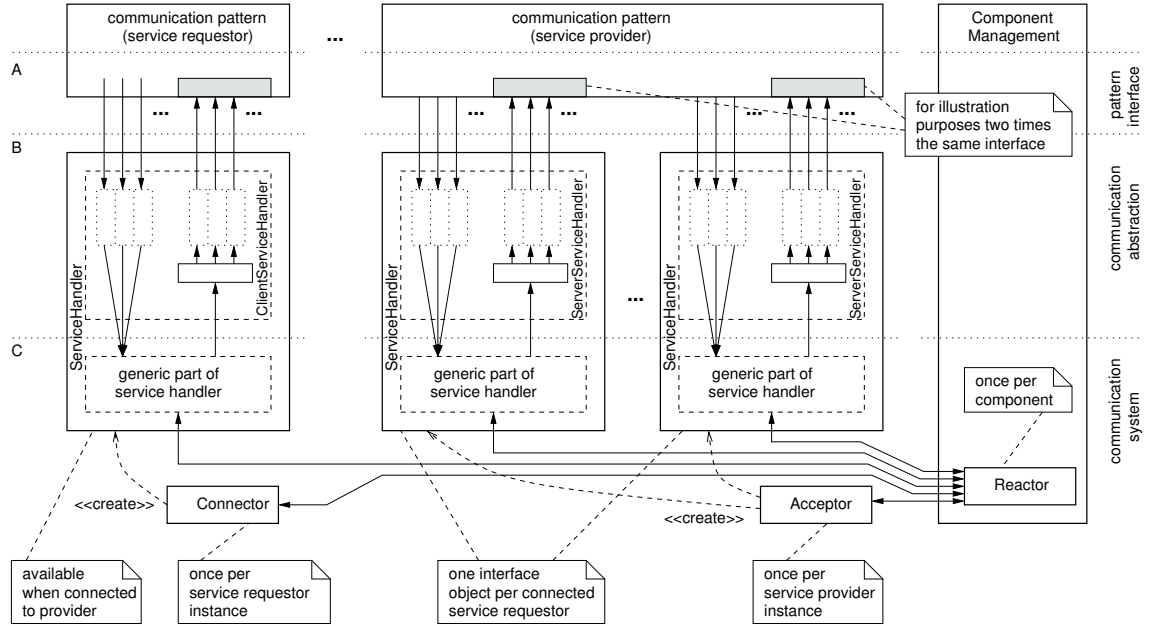 communication pattern
(service requestor)
...
communication pattern
(service provider)
Component
Management
A
pattern
interface
...
...
...
...
...
...
for illustration
purposes two times
the same interface
B
communication
abstraction
ServiceHandler
ClientServiceHandler
ServiceHandler
ServerServiceHandler
...
ServiceHandler
ServerServiceHandler
C
generic part of
service handler
generic part of
service handler
generic part of
service handler
once per
component
communication
system
<<create>>
Connector
<<create>>
Acceptor
Reactor
available
when connected
to provider
once per
service requestor
instance
one interface
object per connected
service requestor
once per
service provider
instance